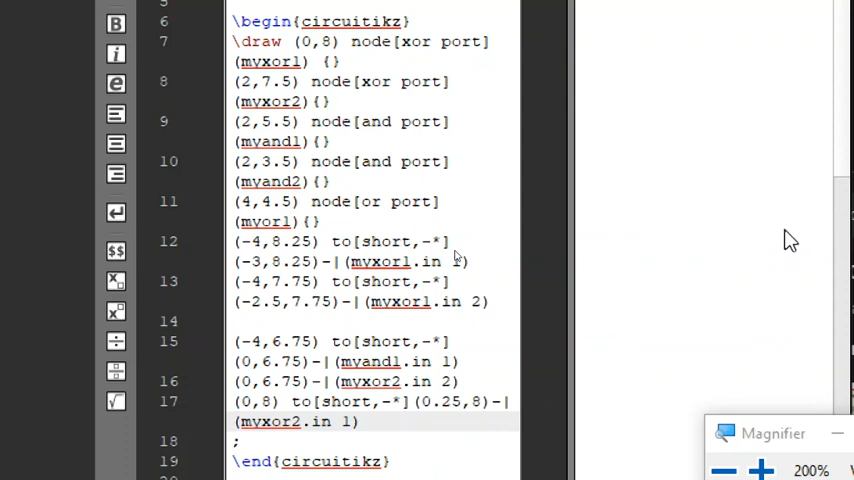 5
6 \begin{circuitikz}
7 \draw (0,8) node[xor port]
(myxor1) {}
8 (2,7.5) node[xor port]
(myxor2){}
9 (2,5.5) node[and port]
(myand1){}
10 (2,3.5) node[and port]
(myand2){}
11 (4,4.5) node[or port]
(myor1){}
12 (-4,8.25) to[short,-*]
(-3,8.25)-|(myxor1.in 1)
13 (-4,7.75) to[short,-*]
(-2.5,7.75)-|(myxor1.in 2)
14
15 (-4,6.75) to[short,-*]
(0,6.75)-|(myand1.in 1)
16 (0,6.75)-|(myxor2.in 2)
17 (0,8) to[short,-*](0.25,8)-|
(myxor2.in 1)
18 ;
19 \end{circuitikz}
B
i
e
$$
Magnifier
200%